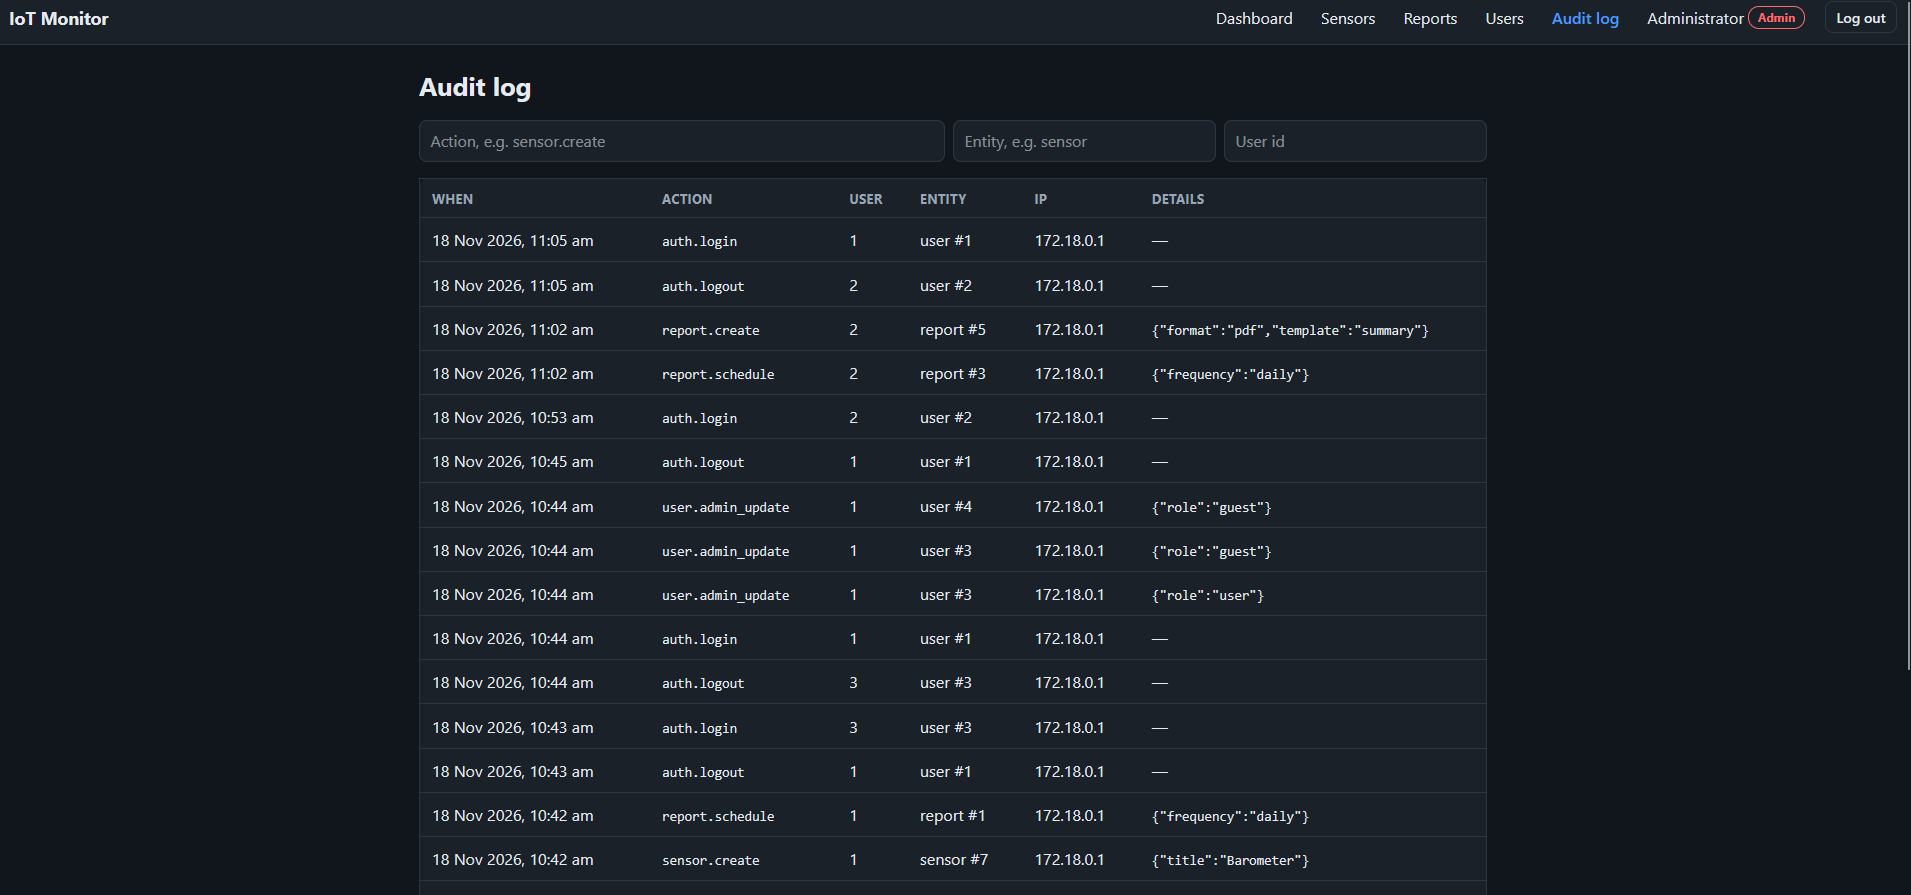 IoT Monitor Dashboard Sensors Reports Users Audit log Administrator Admin Log out
Audit log
Action, e.g. sensor.create Entity, e.g. sensor User id
WHEN ACTION USER ENTITY IP DETAILS
18 Nov 2026, 11:05 am auth.login 1 user #1 172.18.0.1 —
18 Nov 2026, 11:05 am auth.logout 2 user #2 172.18.0.1 —
18 Nov 2026, 11:02 am report.create 2 report #5 172.18.0.1 {"format":"pdf","template":"summary"}
18 Nov 2026, 11:02 am report.schedule 2 report #3 172.18.0.1 {"frequency":"daily"}
18 Nov 2026, 10:53 am auth.login 2 user #2 172.18.0.1 —
18 Nov 2026, 10:45 am auth.logout 1 user #1 172.18.0.1 —
18 Nov 2026, 10:44 am user.admin_update 1 user #4 172.18.0.1 {"role":"guest"}
18 Nov 2026, 10:44 am user.admin_update 1 user #3 172.18.0.1 {"role":"guest"}
18 Nov 2026, 10:44 am user.admin_update 1 user #3 172.18.0.1 {"role":"user"}
18 Nov 2026, 10:44 am auth.login 1 user #1 172.18.0.1 —
18 Nov 2026, 10:44 am auth.logout 3 user #3 172.18.0.1 —
18 Nov 2026, 10:43 am auth.login 3 user #3 172.18.0.1 —
18 Nov 2026, 10:43 am auth.logout 1 user #1 172.18.0.1 —
18 Nov 2026, 10:42 am report.schedule 1 report #1 172.18.0.1 {"frequency":"daily"}
18 Nov 2026, 10:42 am sensor.create 1 sensor #7 172.18.0.1 {"title":"Barometer"}